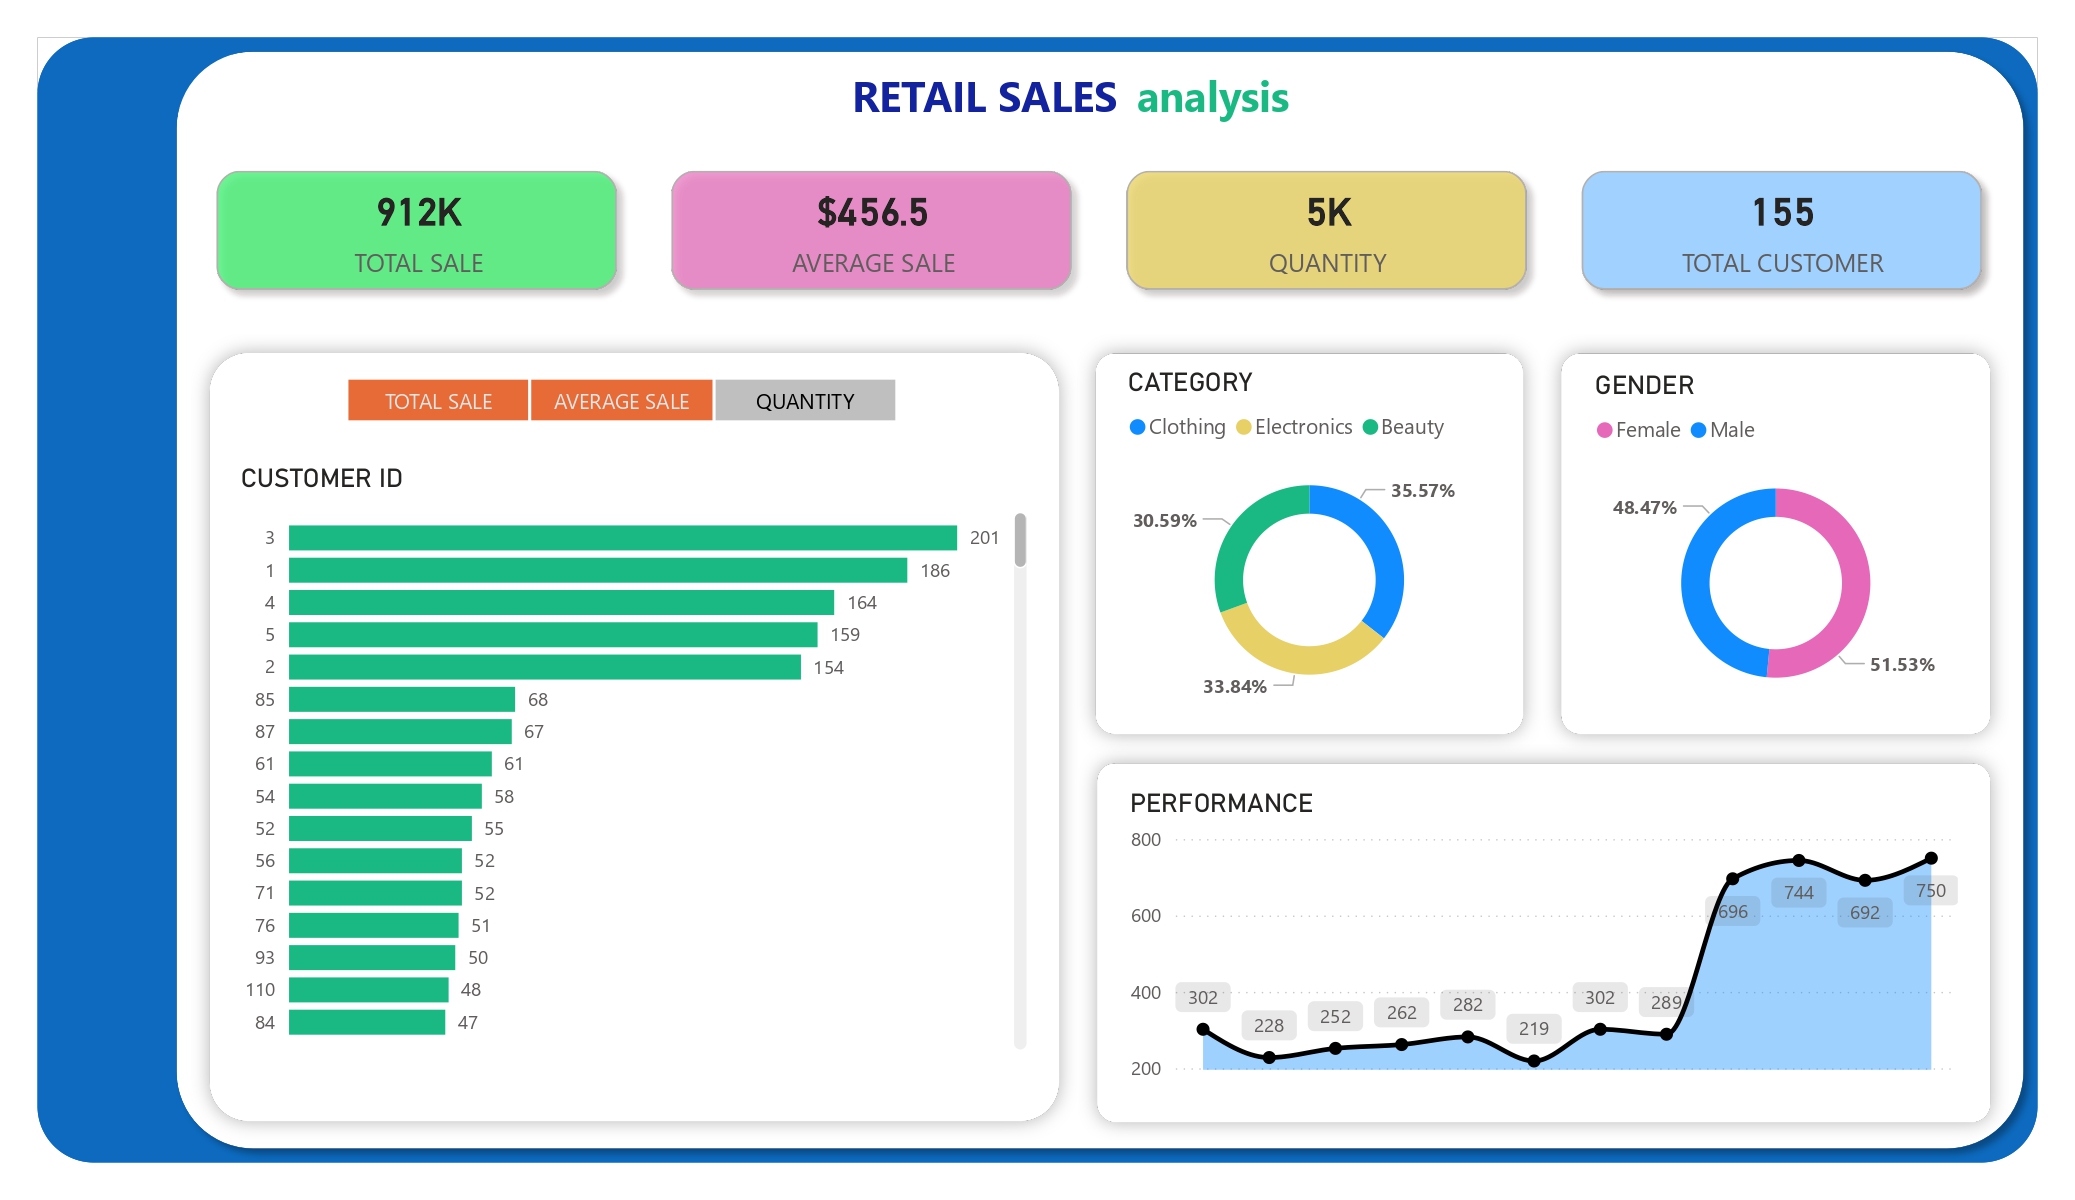 RETAIL SALES analysis
912K
TOTAL SALE
$456.5
AVERAGE SALE
5K
QUANTITY
155
TOTAL CUSTOMER
TOTAL SALE AVERAGE SALE QUANTITY
CUSTOMER ID
3 201
1 186
4 164
5 159
2 154
85 68
87 67
61 61
54 58
52 55
56 52
71 52
76 51
93 50
110 48
84 47
CATEGORY
Clothing Electronics Beauty
35.57%
30.59%
33.84%
GENDER
Female Male
48.47%
51.53%
PERFORMANCE
800
600
400
200
302 228 252 262 282 219 302 289 696 744 692 750